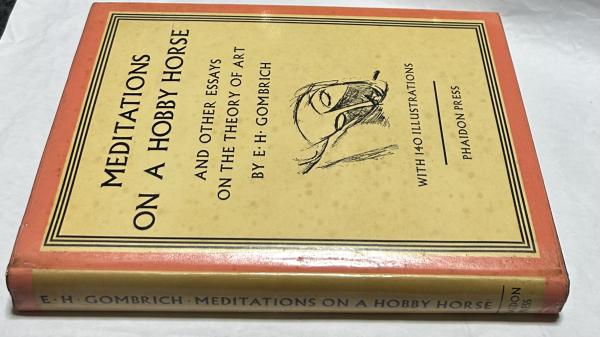 MEDITATIONS
ON A HOBBY HORSE
AND OTHER ESSAYS
ON THE THEORY OF ART
BY E·H·GOMBRICH
WITH 140 ILLUSTRATIONS
PHAIDON PRESS
E·H·GOMBRICH·MEDITATIONS ON A HOBBY HORSE